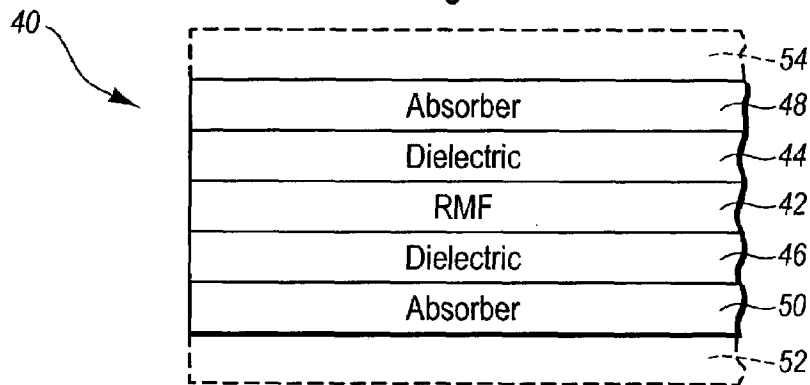 40
54
Absorber 48
Dielectric 44
RMF 42
Dielectric 46
Absorber 50
52